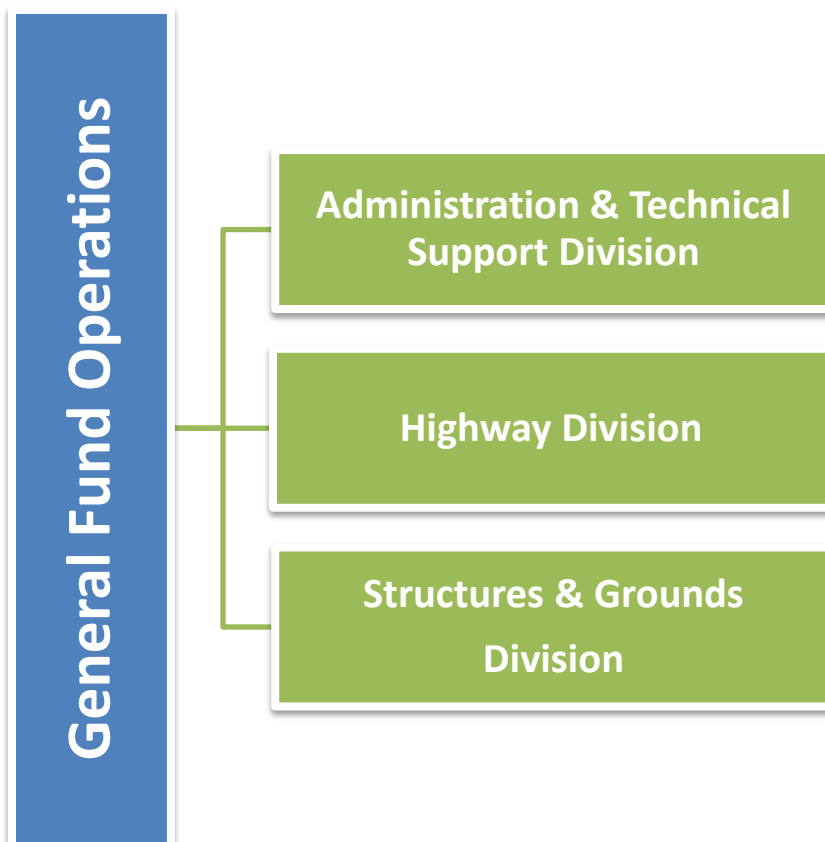 General Fund Operations
Administration & Technical
Support Division
Highway Division
Structures & Grounds
Division